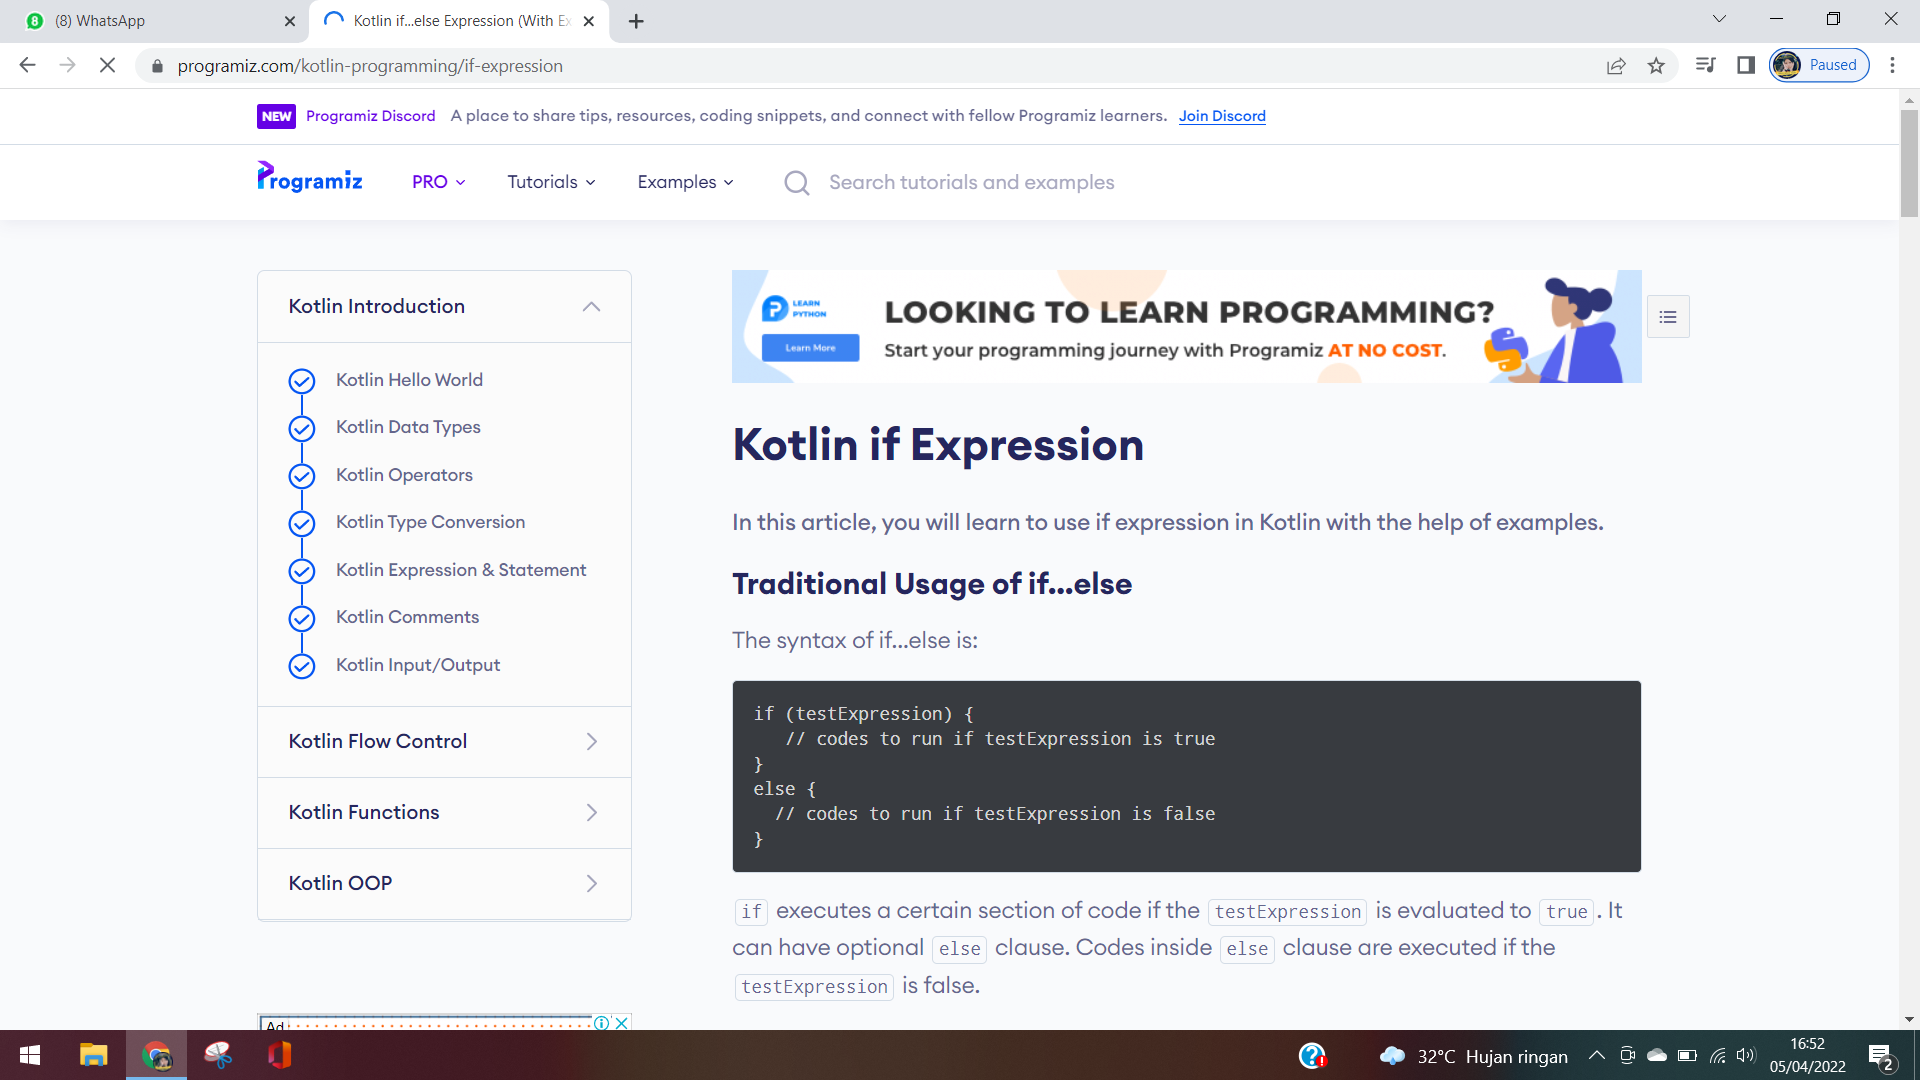 (8) WhatsApp
Kotlin if...else Expression (With Ex
programiz.com/kotlin-programming/if-expression
Paused
NEW Programiz Discord A place to share tips, resources, coding snippets, and connect with fellow Programiz learners. Join Discord
Programiz PRO Tutorials Examples Search tutorials and examples
Kotlin Introduction
Kotlin Hello World
Kotlin Data Types
Kotlin Operators
Kotlin Type Conversion
Kotlin Expression & Statement
Kotlin Comments
Kotlin Input/Output
Kotlin Flow Control
Kotlin Functions
Kotlin OOP
Ad
LEARN
PYTHON
Learn More
LOOKING TO LEARN PROGRAMMING?
Start your programming journey with Programiz AT NO COST.
Kotlin if Expression
In this article, you will learn to use if expression in Kotlin with the help of examples.
Traditional Usage of if...else
The syntax of if...else is:
if (testExpression) {
// codes to run if testExpression is true
}
else {
// codes to run if testExpression is false
}
if executes a certain section of code if the testExpression is evaluated to true. It
can have optional else clause. Codes inside else clause are executed if the
testExpression is false.
32°C Hujan ringan
16:52
05/04/2022
2